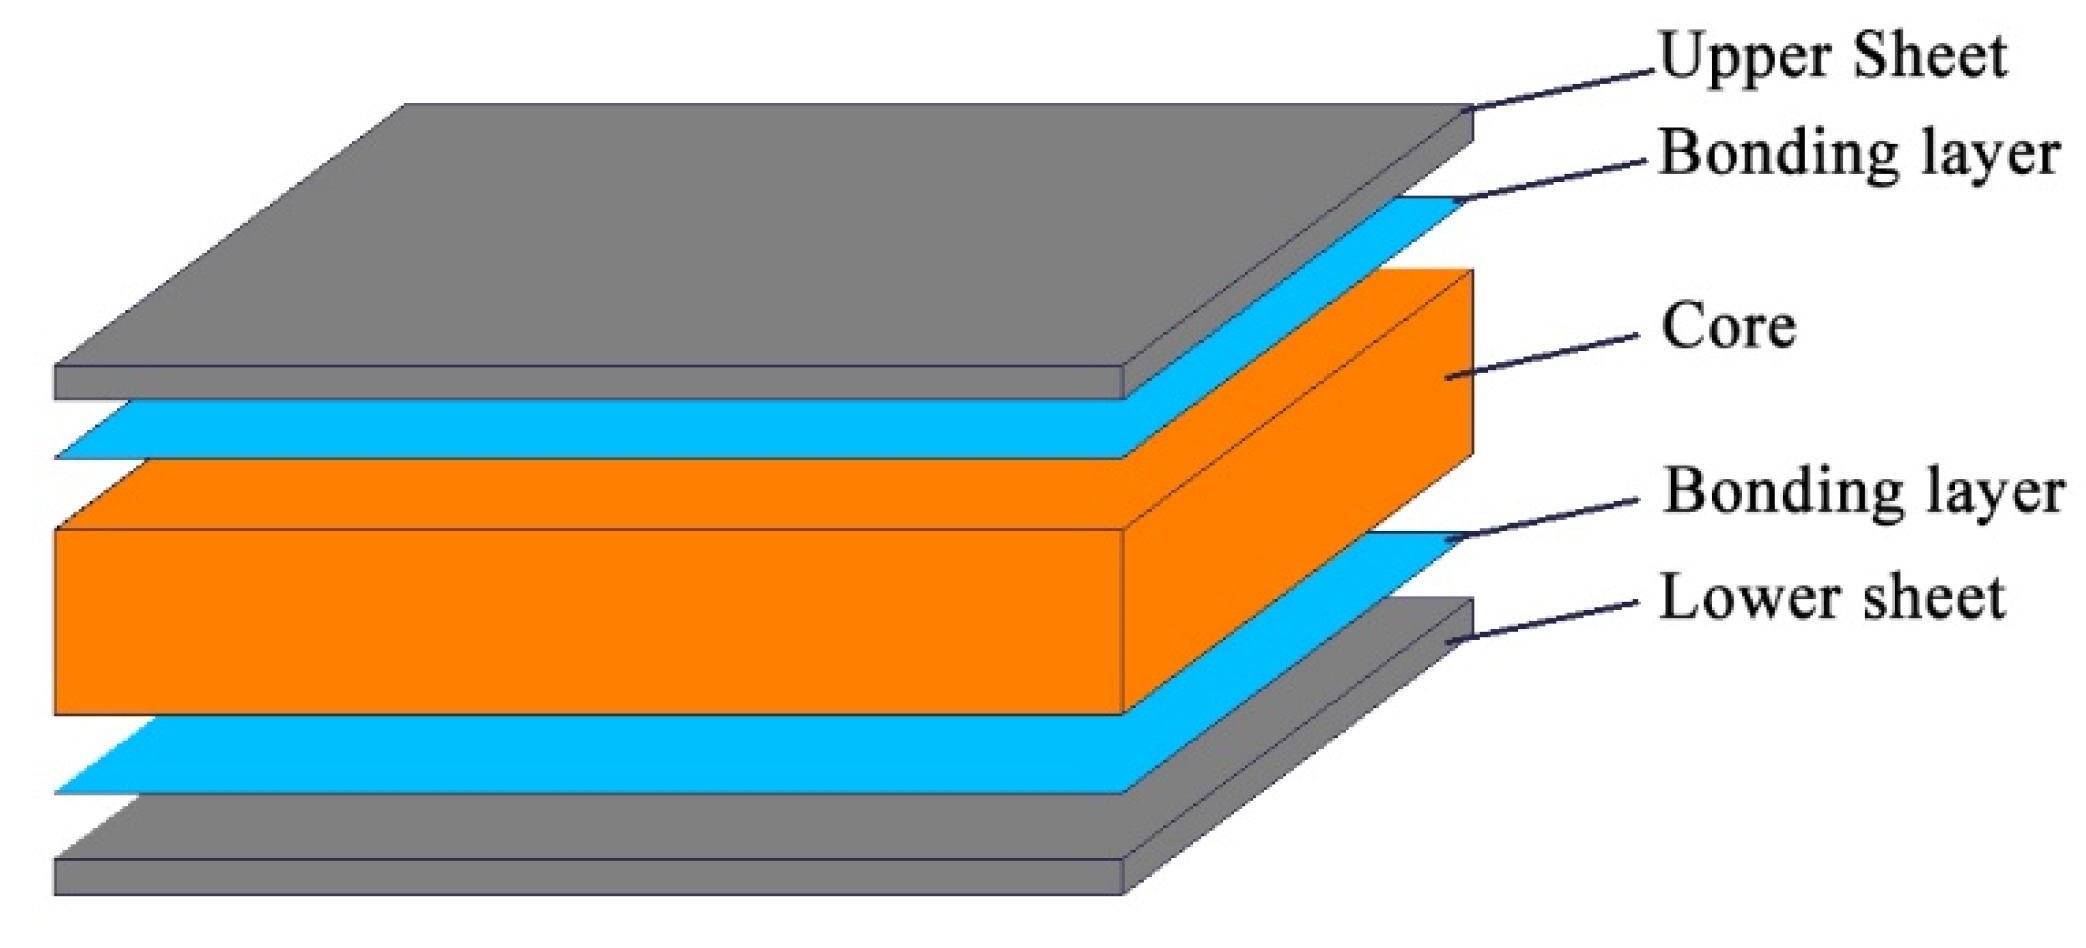 Upper Sheet
Bonding layer
Core
Bonding layer
Lower sheet